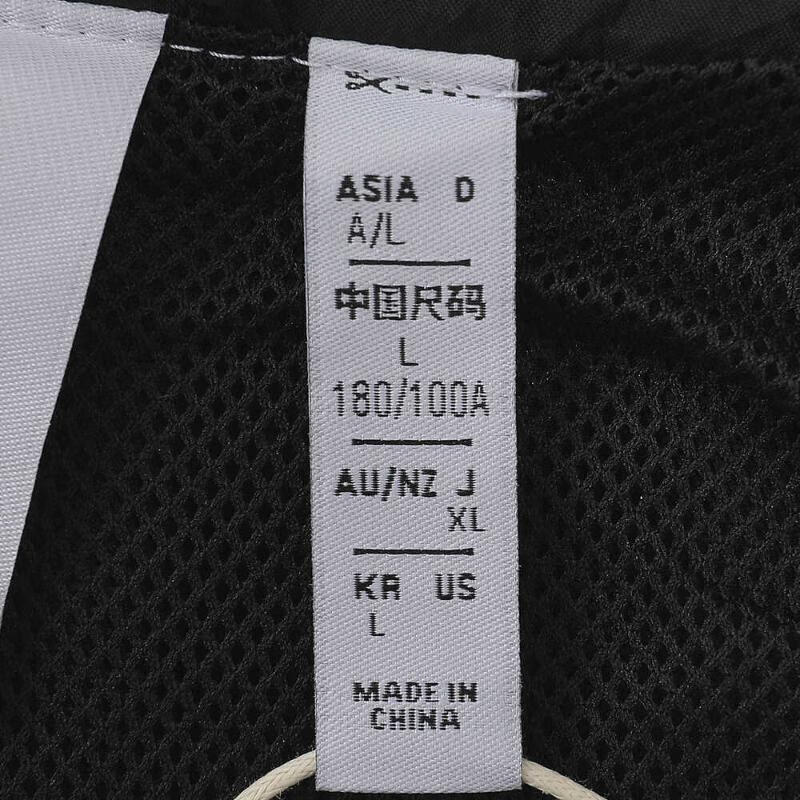 ASIA D
A/L
中国尺码
L
180/100A
AU/NZ J
XL
KR US
L
MADE IN
CHINA